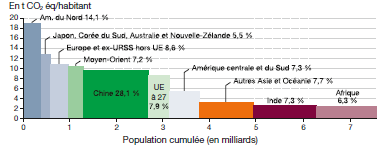 En t CO₂ éq/habitant
20
Am. du Nord 14,1 %
18
Japon, Corée du Sud, Australie et Nouvelle-Zélande 5,5 %
16
Europe et ex-URSS hors UE 8,6 %
14
Moyen-Orient 7,2 %
12
Amérique centrale et du Sud 7,3 %
10
Autres Asie et Océanie 7,7 %
8
Chine 28,1 %
UE
à 27
7,9 %
Inde 7,3 %
Afrique
6,3 %
6
4
2
0
0 1 2 3 4 5 6 7
Population cumulée (en milliards)